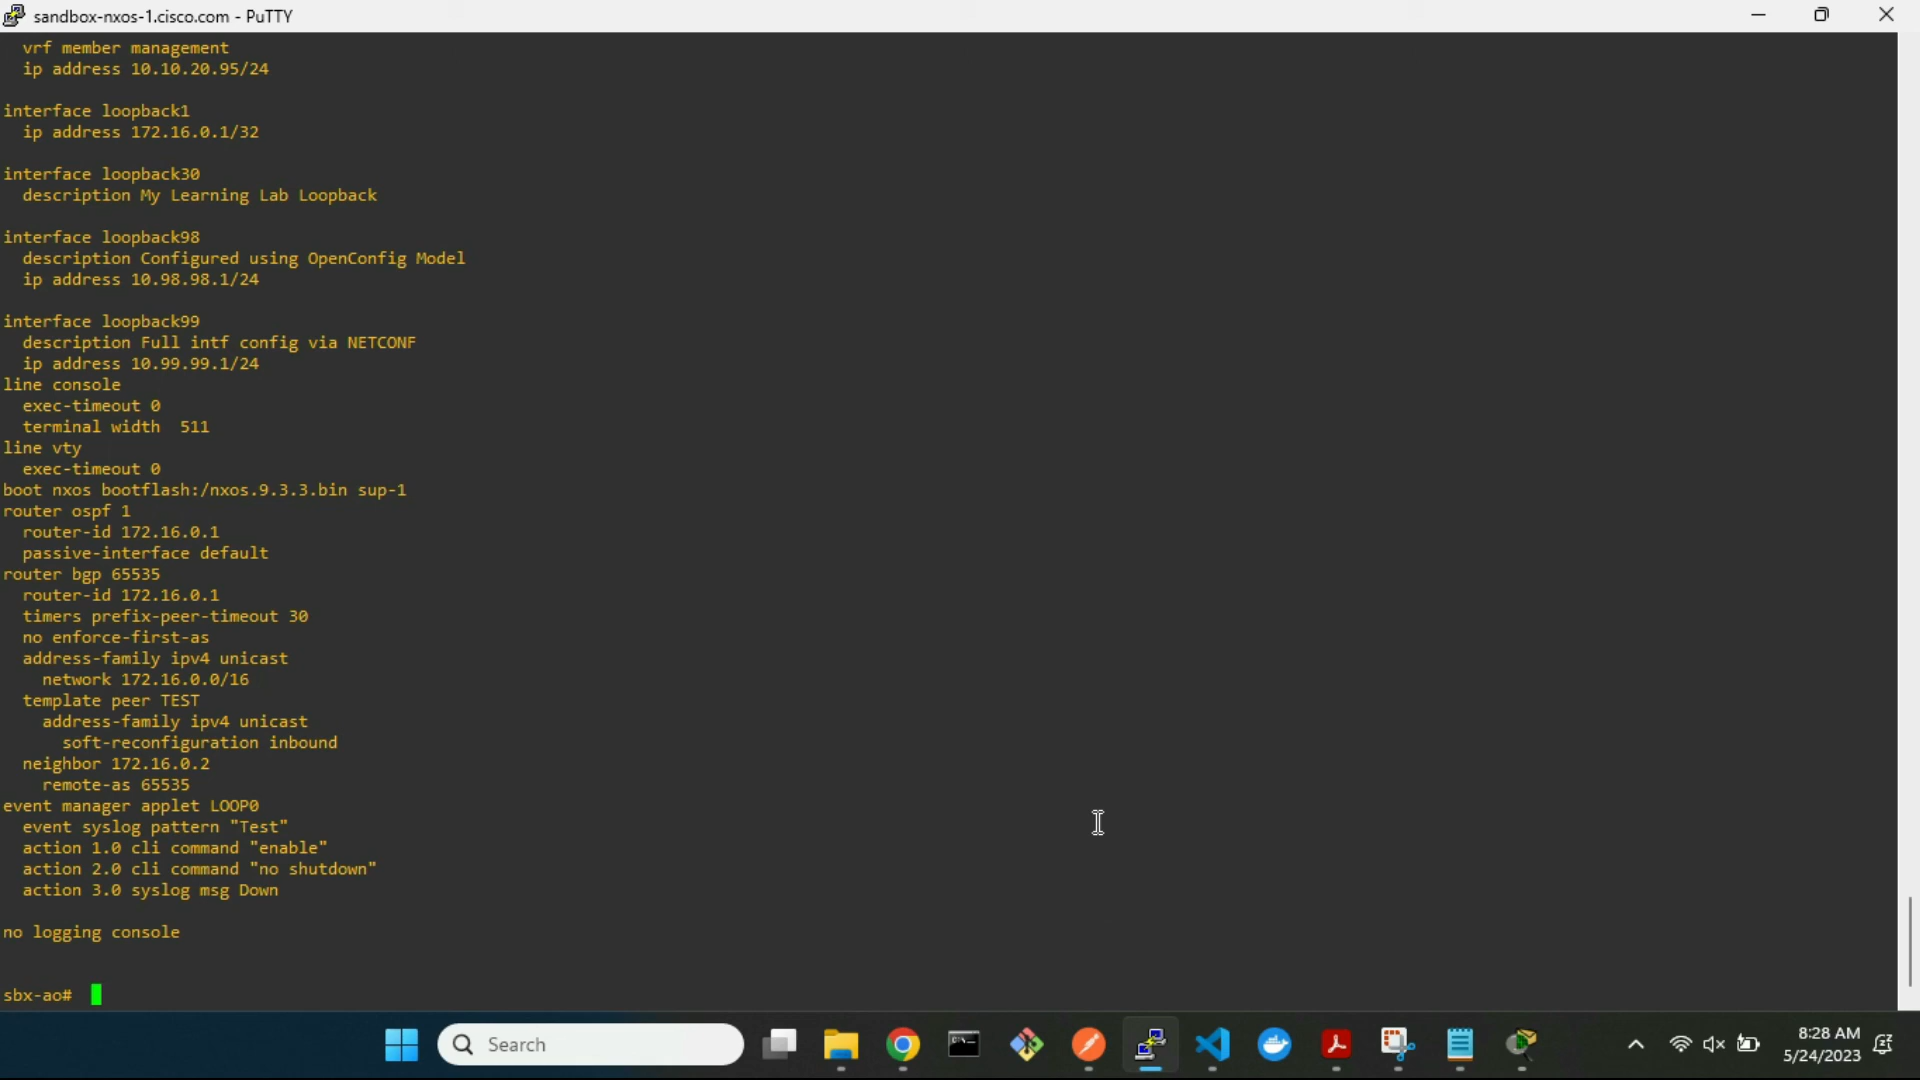 sandbox-nxos-1.cisco.com - PuTTY
vrf member management
ip address 10.10.20.95/24
interface loopback1
ip address 172.16.0.1/32
interface loopback30
description My Learning Lab Loopback
interface loopback98
description Configured using OpenConfig Model
ip address 10.98.98.1/24
interface loopback99
description Full intf config via NETCONF
ip address 10.99.99.1/24
line console
exec-timeout 0
terminal width  511
line vty
exec-timeout 0
boot nxos bootflash:/nxos.9.3.3.bin sup-1
router ospf 1
router-id 172.16.0.1
passive-interface default
router bgp 65535
router-id 172.16.0.1
timers prefix-peer-timeout 30
no enforce-first-as
address-family ipv4 unicast
network 172.16.0.0/16
template peer TEST
address-family ipv4 unicast
soft-reconfiguration inbound
neighbor 172.16.0.2
remote-as 65535
event manager applet LOOP0
event syslog pattern "Test"
action 1.0 cli command "enable"
action 2.0 cli command "no shutdown"
action 3.0 syslog msg Down
no logging console
sbx-ao#
Search
8:28 AM
5/24/2023